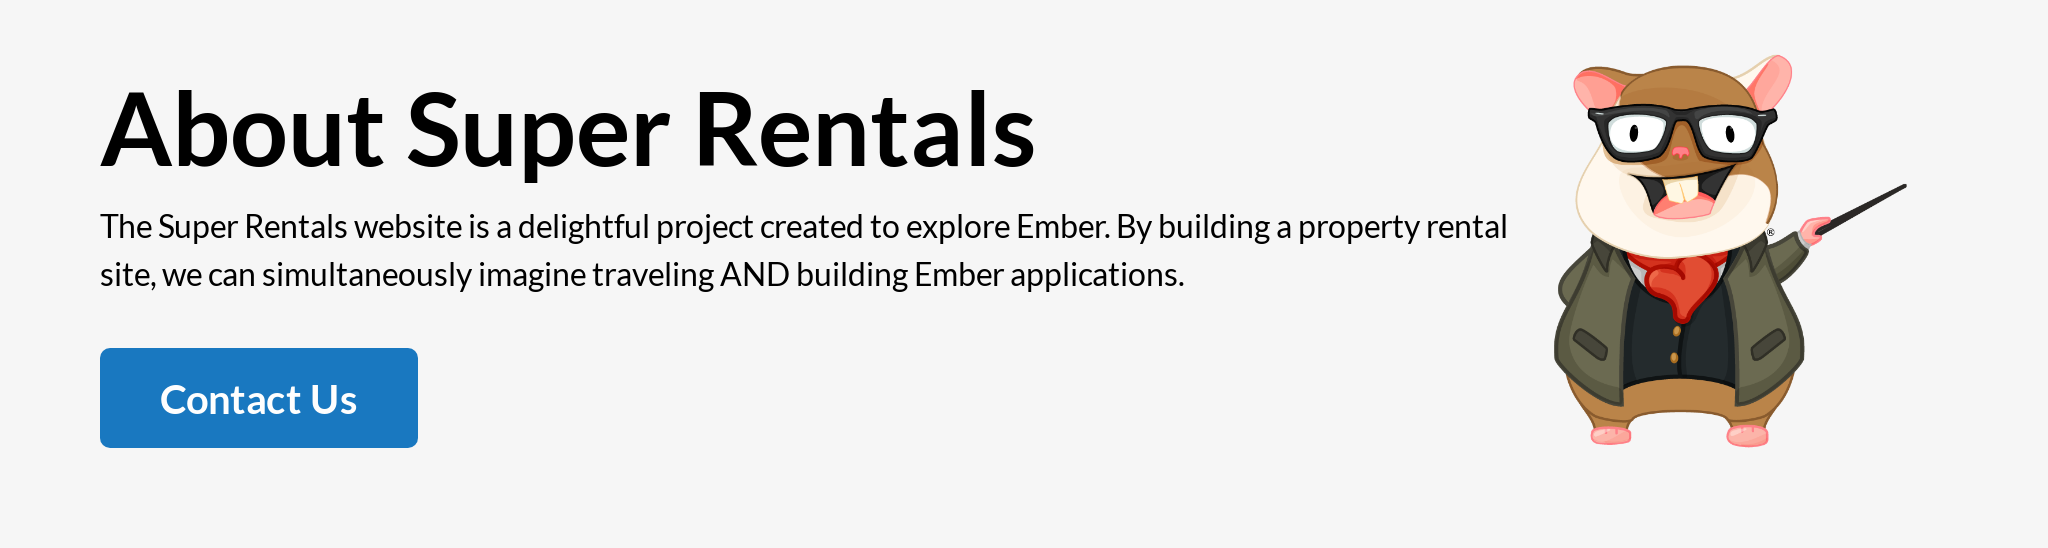 About Super Rentals
The Super Rentals website is a delightful project created to explore Ember. By building a property rental
site, we can simultaneously imagine traveling AND building Ember applications.
Contact Us
®